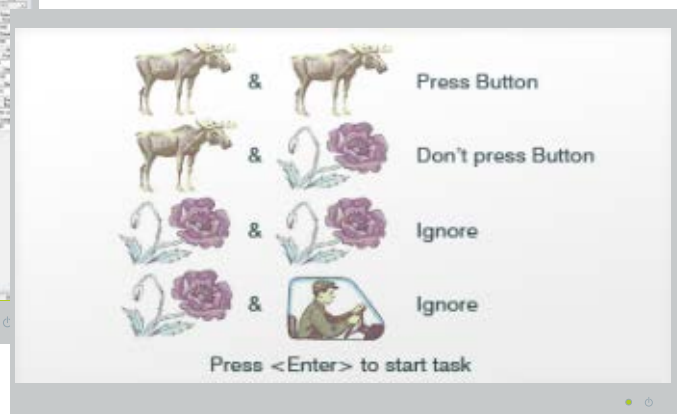 & Press Button
& Don't press Button
& Ignore
& Ignore
Press <Enter> to start task